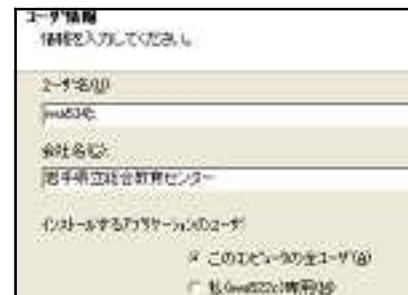 ユーザ情報
情報を入力してください。
ユーザ名(U):
会社名(C):
岩手県立総合教育センター
インストールするアプリケーションのユーザ:
このコンピュータの全ユーザ(A)
専用(M)